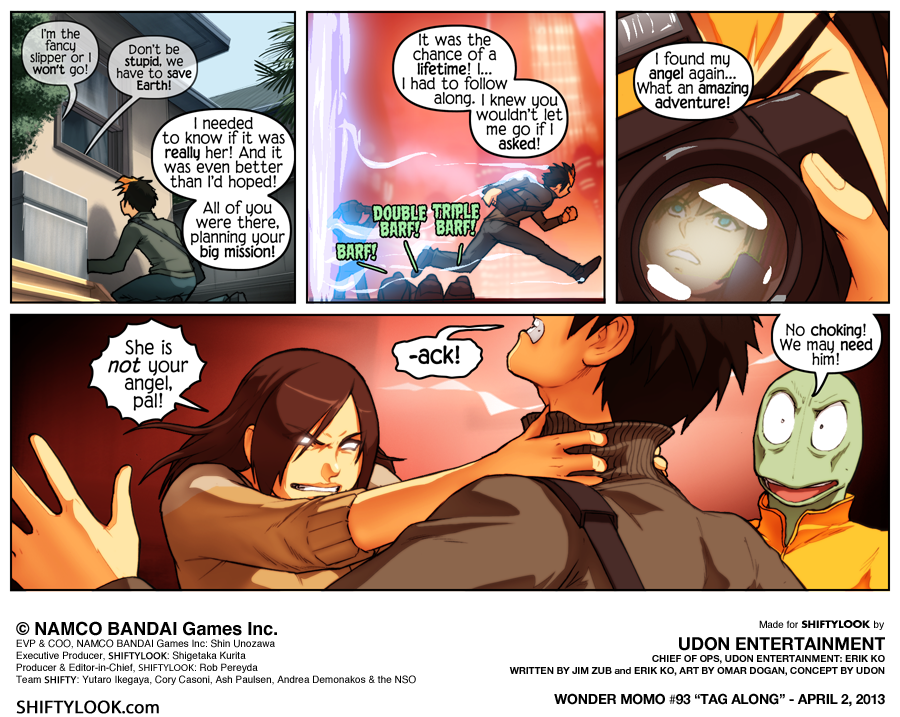 I'm the
fancy
slipper or I
won't go!
Don't be
stupid, we
have to save
Earth!
I needed
to know if it was
really her! And it
was even better
than I'd hoped!
All of you
were there,
planning your
big mission!
It was the
chance of a
lifetime! I...
I had to follow
along.
I knew you
wouldn't let
me go if I
asked!
BARF!
DOUBLE
BARF!
TRIPLE
BARF!
I found my
angel again...
What an amazing
adventure!
She is
not your
angel,
pal!
-ack!
No choking!
We may need
him!
© NAMCO BANDAI Games Inc.
EVP & COO, NAMCO BANDAI Games Inc: Shin Unozawa
Executive Producer, SHIFTYLOOK: Shigetaka Kurita
Producer & Editor-in-Chief, SHIFTYLOOK: Rob Pereyda
Team SHIFTY: Yutaro Ikegaya, Cory Casoni, Ash Paulsen, Andrea Demonakos & the NSO
SHIFTYLOOK.com
Made for SHIFTYLOOK by
UDON ENTERTAINMENT
CHIEF OF OPS, UDON ENTERTAINMENT: ERIK KO
WRITTEN BY JIM ZUB and ERIK KO, ART BY OMAR DOGAN, CONCEPT BY UDON
WONDER MOMO #93 “TAG ALONG” - APRIL 2, 2013